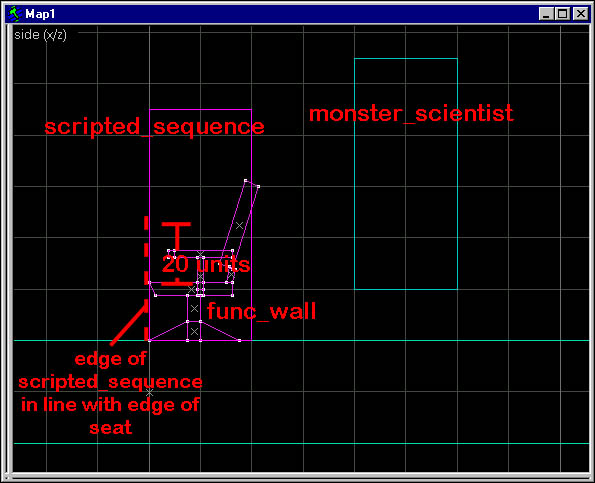 Map1
side (x/z)
monster_scientist
scripted_sequence
20 units
func_wall
edge of
scripted_sequence
in line with edge of
seat